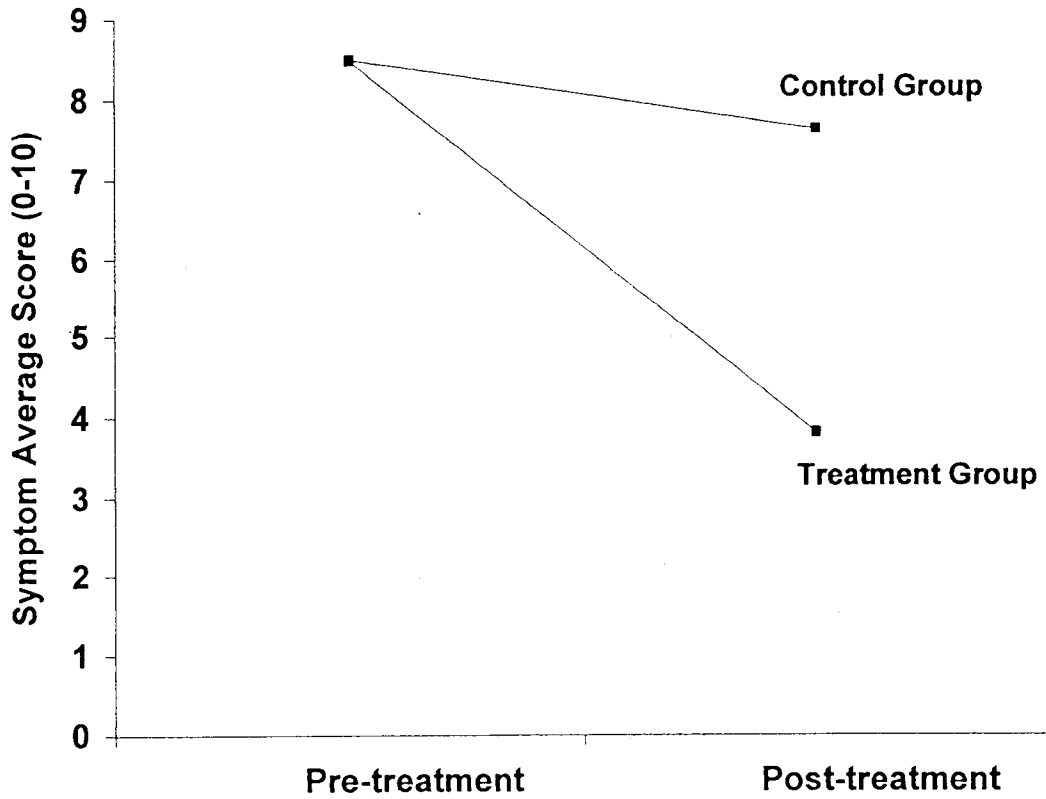 Symptom Average Score (0-10)
9
8
7
6
5
4
3
2
1
0
Control Group
Treatment Group
Pre-treatment
Post-treatment